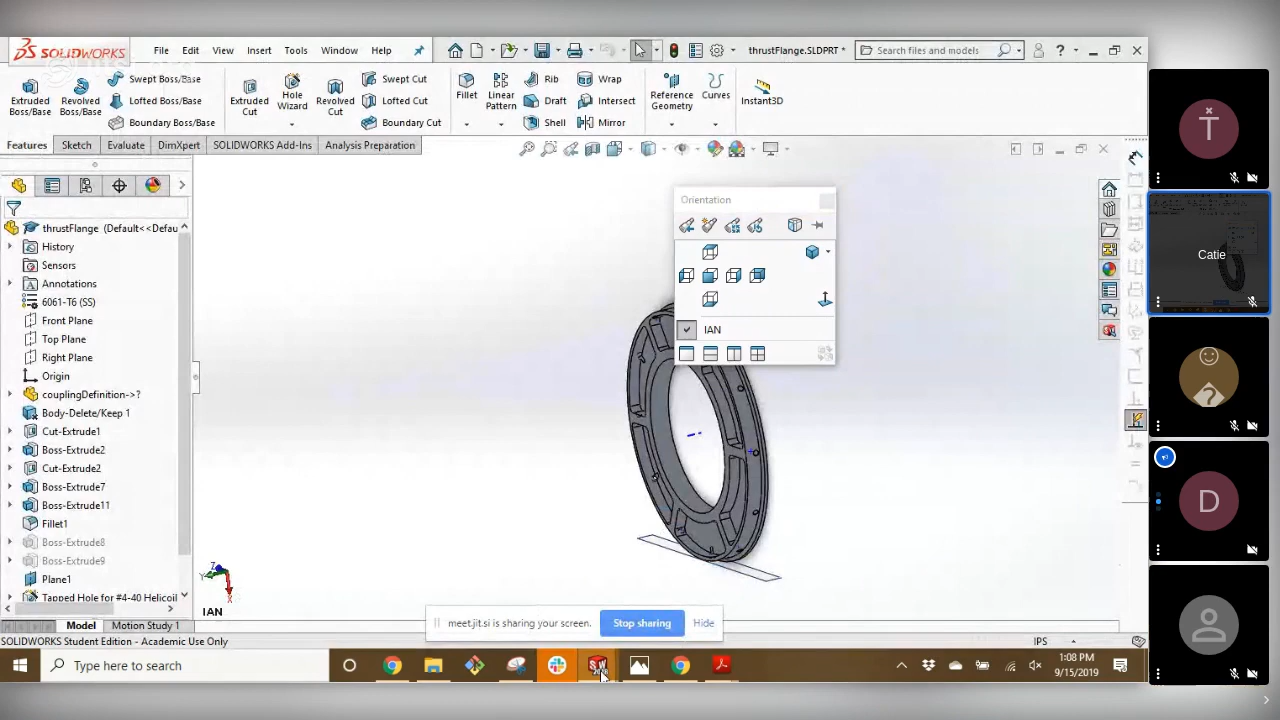 SOLIDWORKS File Edit View Insert Tools Window Help thrustFlange.SLDPRT * Search files and models ?
Extruded Boss/Base
Revolved Boss/Base
Swept Boss/Base
Lofted Boss/Base
Boundary Boss/Base
Extruded Cut
Hole Wizard
Revolved Cut
Swept Cut
Lofted Cut
Boundary Cut
Fillet
Linear Pattern
Rib
Draft
Shell
Wrap
Intersect
Mirror
Reference Geometry
Curves
Instant3D
Features Sketch Evaluate DimXpert SOLIDWORKS Add-Ins Analysis Preparation
thrustFlange (Default<<Defau
History
Sensors
Annotations
6061-T6 (SS)
Front Plane
Top Plane
Right Plane
Origin
couplingDefinition->?
Body-Delete/Keep 1
Cut-Extrude1
Boss-Extrude2
Cut-Extrude2
Boss-Extrude7
Boss-Extrude11
Fillet1
Boss-Extrude8
Boss-Extrude9
Plane1
Tapped Hole for #4-40 Helicoil
Orientation
IAN
Y Z X
IAN
meet.jit.si is sharing your screen. Stop sharing Hide
Model Motion Study 1
SOLIDWORKS Student Edition - Academic Use Only IPS
Type here to search
1:08 PM
9/15/2019
Catie
D